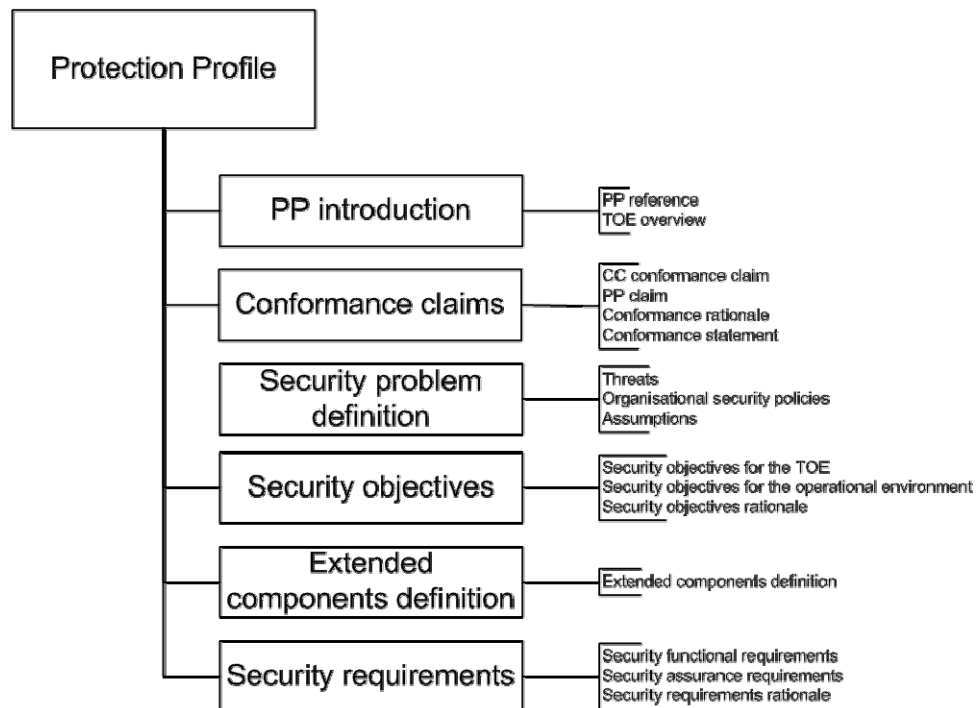 Protection Profile
PP introduction
PP reference
TOE overview
Conformance claims
CC conformance claim
PP claim
Conformance rationale
Conformance statement
Security problem
definition
Threats
Organisational security policies
Assumptions
Security objectives
Security objectives for the TOE
Security objectives for the operational environment
Security objectives rationale
Extended
components definition
Extended components definition
Security requirements
Security functional requirements
Security assurance requirements
Security requirements rationale